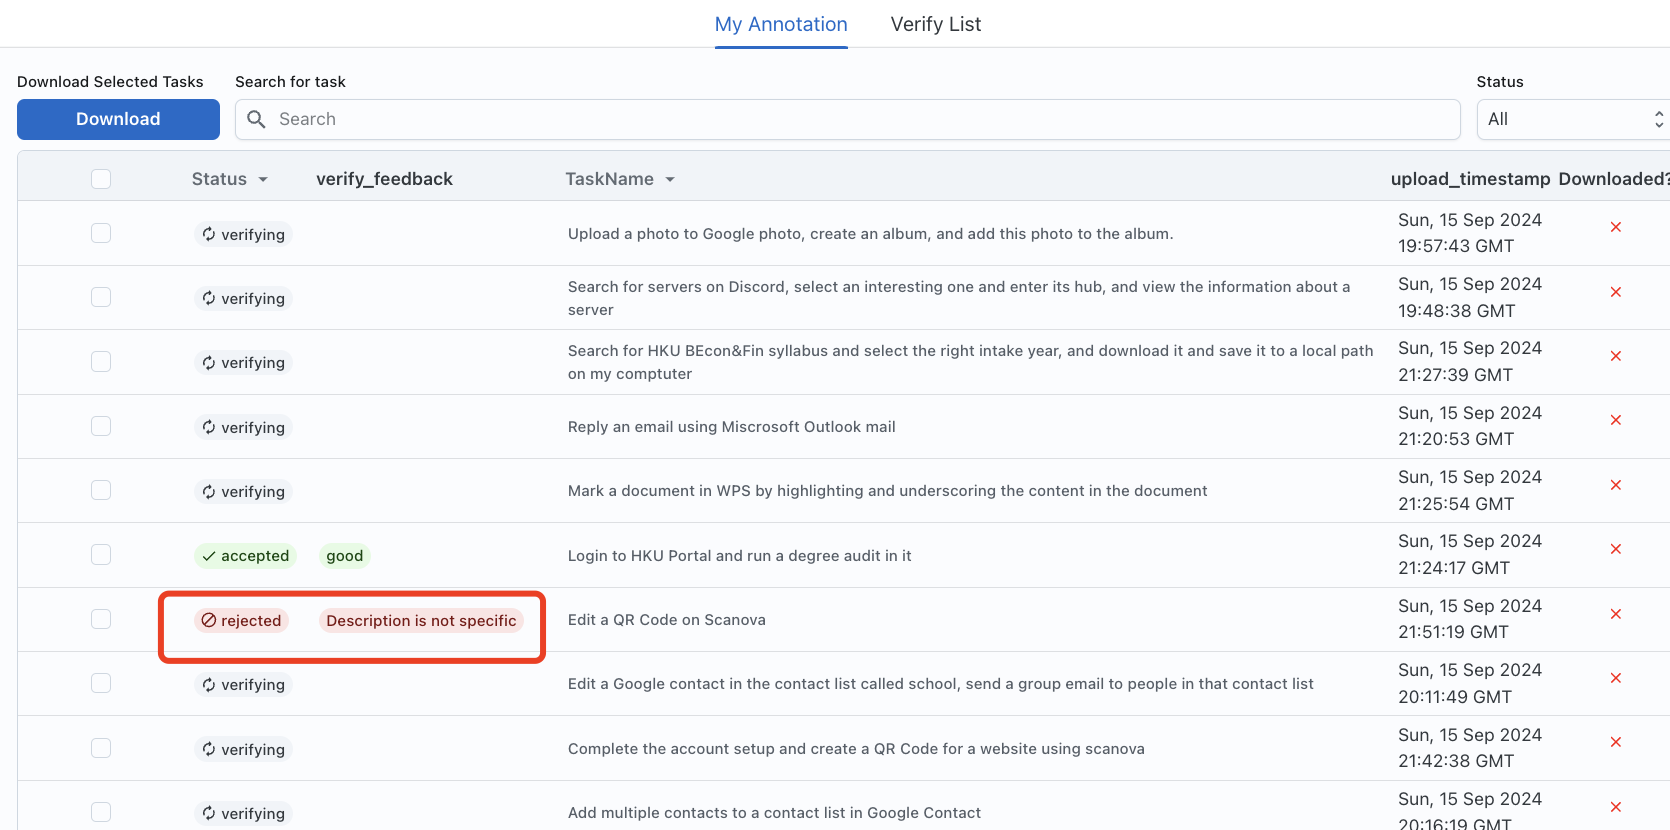 My Annotation Verify List
Download Selected Tasks Search for task Status
Download Search All
Status verify_feedback TaskName upload_timestamp Downloaded?
verifying Upload a photo to Google photo, create an album, and add this photo to the album. Sun, 15 Sep 2024
19:57:43 GMT
verifying Search for servers on Discord, select an interesting one and enter its hub, and view the information about a Sun, 15 Sep 2024
server 19:48:38 GMT
verifying Search for HKU BEcon&Fin syllabus and select the right intake year, and download it and save it to a local path Sun, 15 Sep 2024
on my comptuter 21:27:39 GMT
verifying Reply an email using Miscrosoft Outlook mail Sun, 15 Sep 2024
21:20:53 GMT
verifying Mark a document in WPS by highlighting and underscoring the content in the document Sun, 15 Sep 2024
21:25:54 GMT
accepted good Login to HKU Portal and run a degree audit in it Sun, 15 Sep 2024
21:24:17 GMT
rejected Description is not specific Edit a QR Code on Scanova Sun, 15 Sep 2024
21:51:19 GMT
verifying Edit a Google contact in the contact list called school, send a group email to people in that contact list Sun, 15 Sep 2024
20:11:49 GMT
verifying Complete the account setup and create a QR Code for a website using scanova Sun, 15 Sep 2024
21:42:38 GMT
verifying Add multiple contacts to a contact list in Google Contact Sun, 15 Sep 2024
20:16:19 GMT